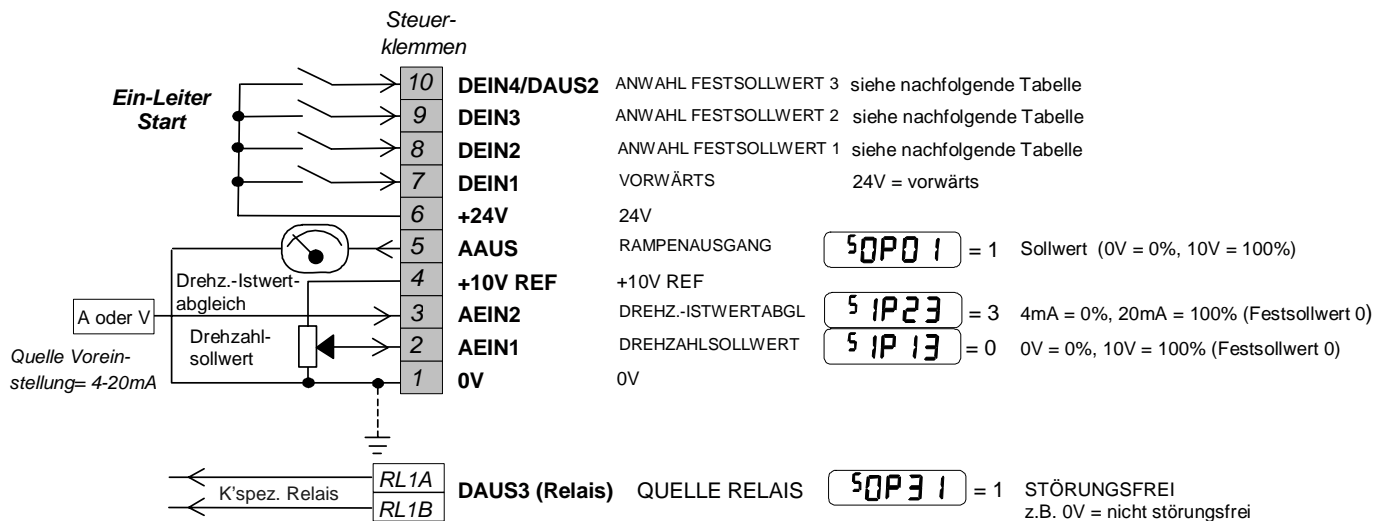 Steuer-
klemmen
Ein-Leiter
Start
10 DEIN4/DAUS2 ANWAHL FESTSOLLWERT 3 siehe nachfolgende Tabelle
9 DEIN3 ANWAHL FESTSOLLWERT 2 siehe nachfolgende Tabelle
8 DEIN2 ANWAHL FESTSOLLWERT 1 siehe nachfolgende Tabelle
7 DEIN1 VORWÄRTS 24V = vorwärts
6 +24V 24V
5 AAUS RAMPENAUSGANG SOP01 = 1 Sollwert (0V = 0%, 10V = 100%)
Drehz.-Istwert-
abgleich
4 +10V REF +10V REF
A oder V
3 AEIN2 DREHZ.-ISTWERTABGL SIP23 = 3 4mA = 0%, 20mA = 100% (Festsollwert 0)
Drehzahl-
sollwert
2 AEIN1 DREHZAHLSOLLWERT SIP13 = 0 0V = 0%, 10V = 100% (Festsollwert 0)
Quelle Vorein-
stellung= 4-20mA
1 0V 0V
K'spez. Relais
RL1A
RL1B
DAUS3 (Relais) QUELLE RELAIS SOP31 = 1 STÖRUNGSFREI
z.B. 0V = nicht störungsfrei